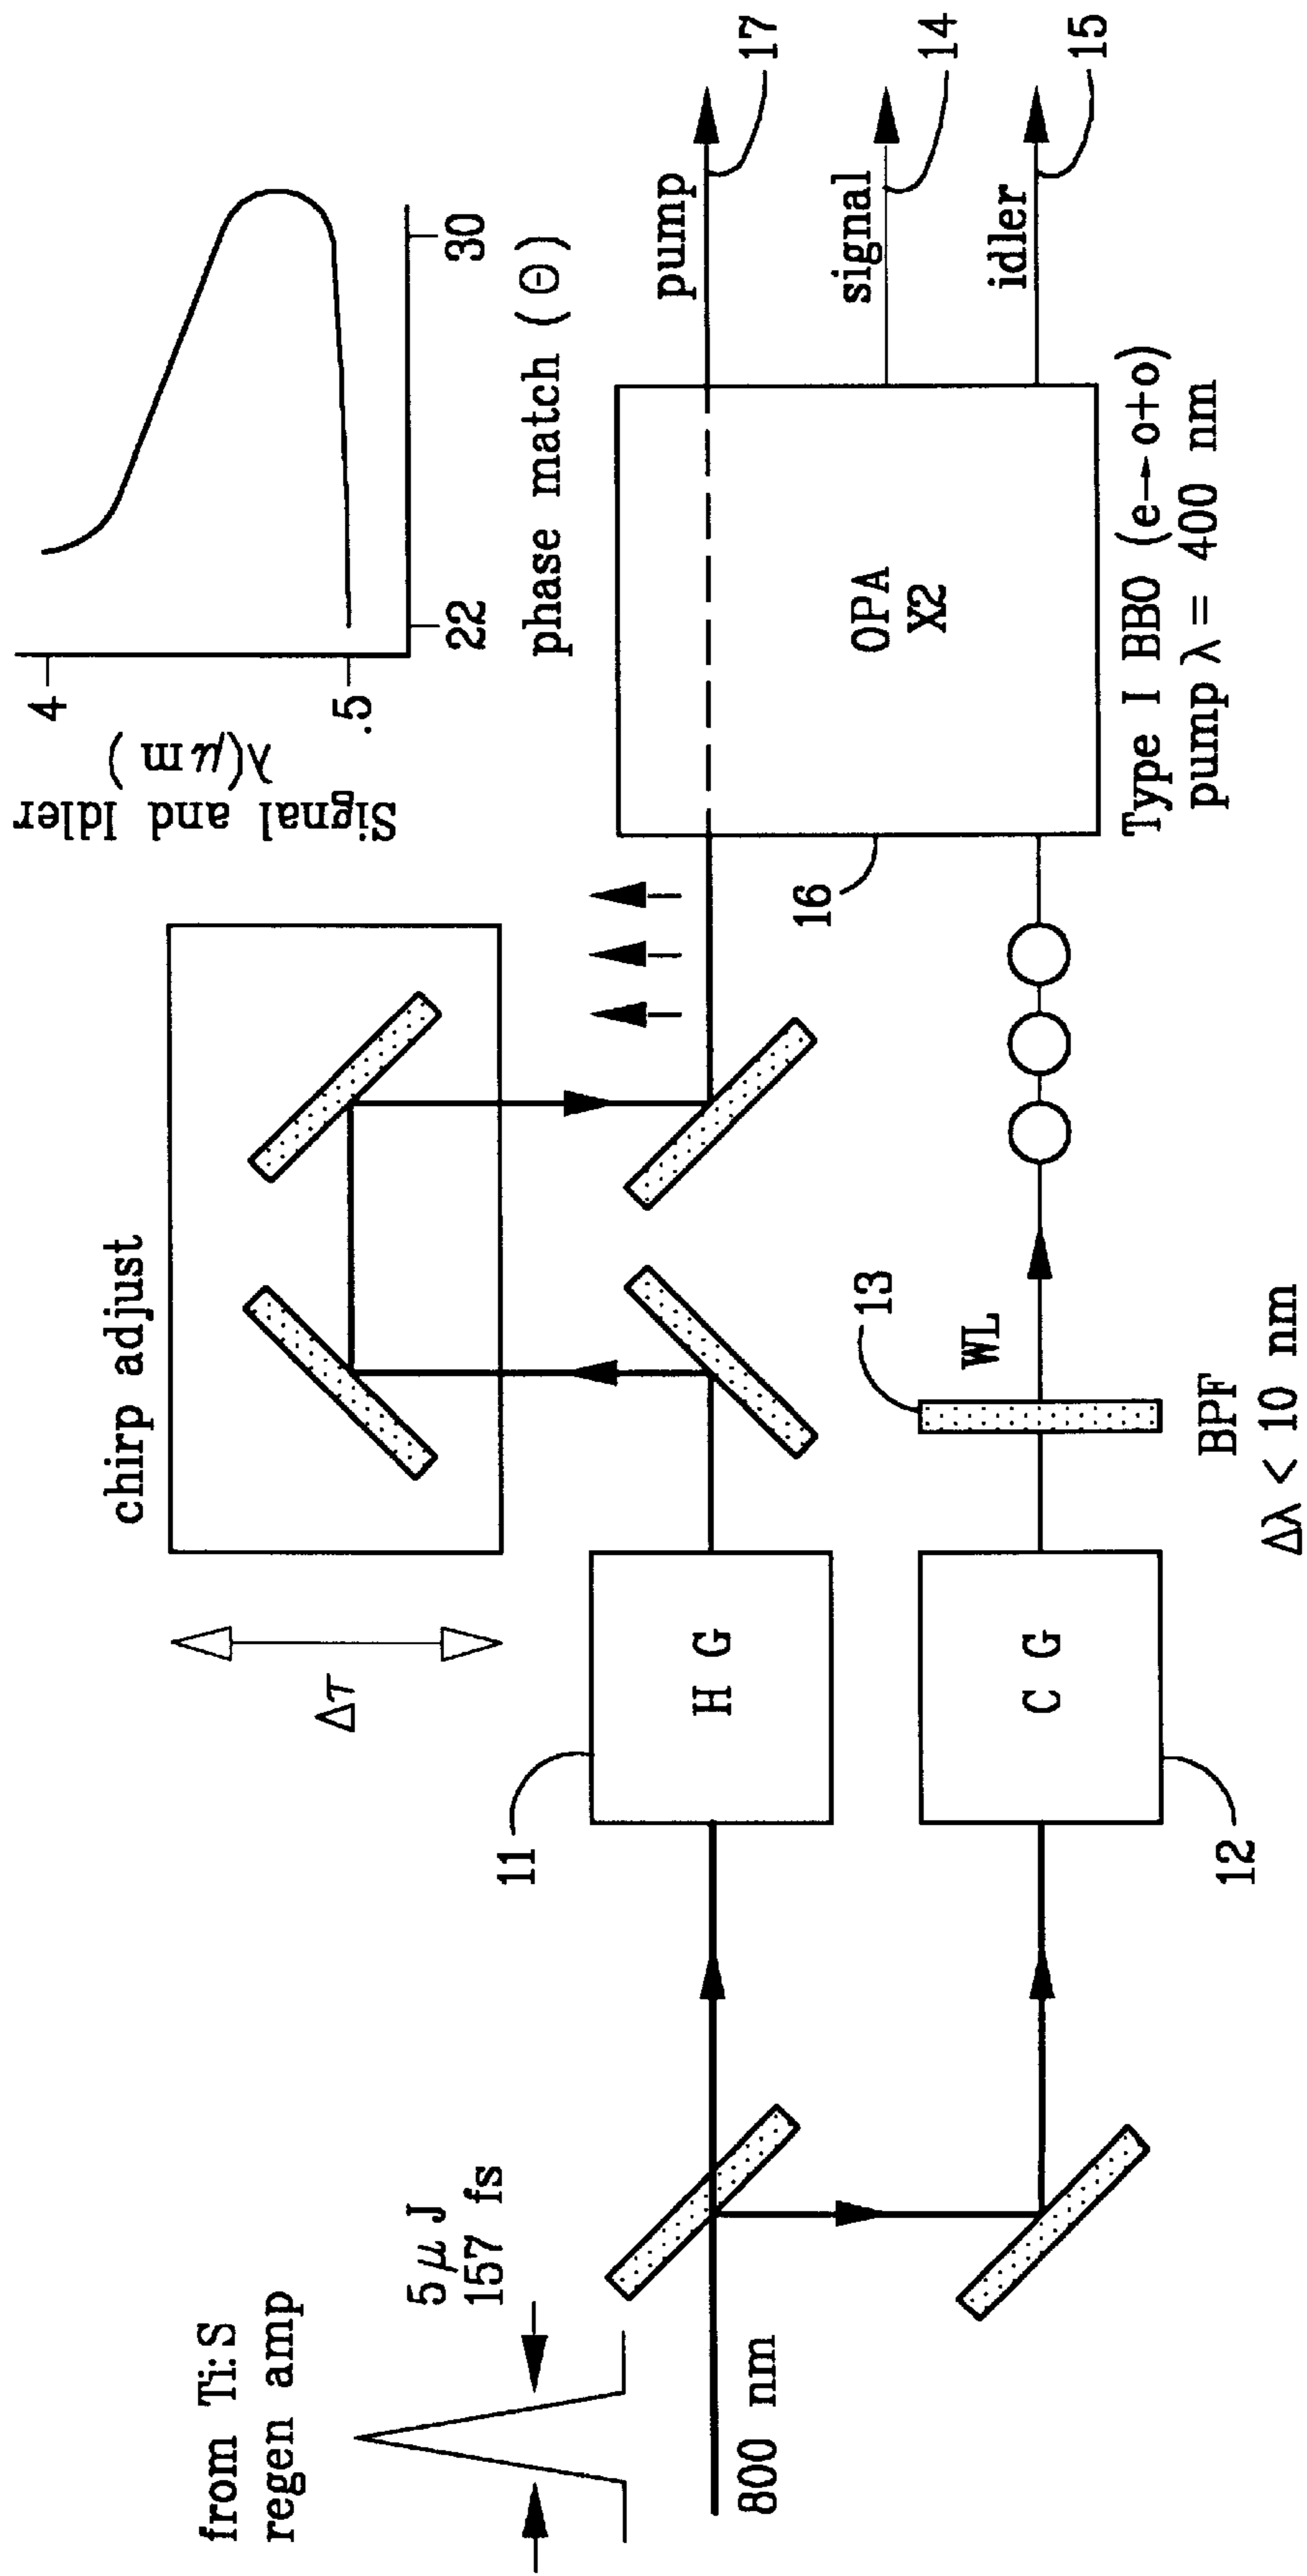 from Ti:S
regen amp
5 μJ
157 fs
800 nm
11
H G
12
C G
Δτ
chirp adjust
13
WL
BPF
Δλ < 10 nm
16
OPA
X2
Type I BBO (e→o+o)
pump λ = 400 nm
pump
17
signal
14
idler
15
Signal and Idler
λ(μm)
4
.5
22
30
phase match (Θ)